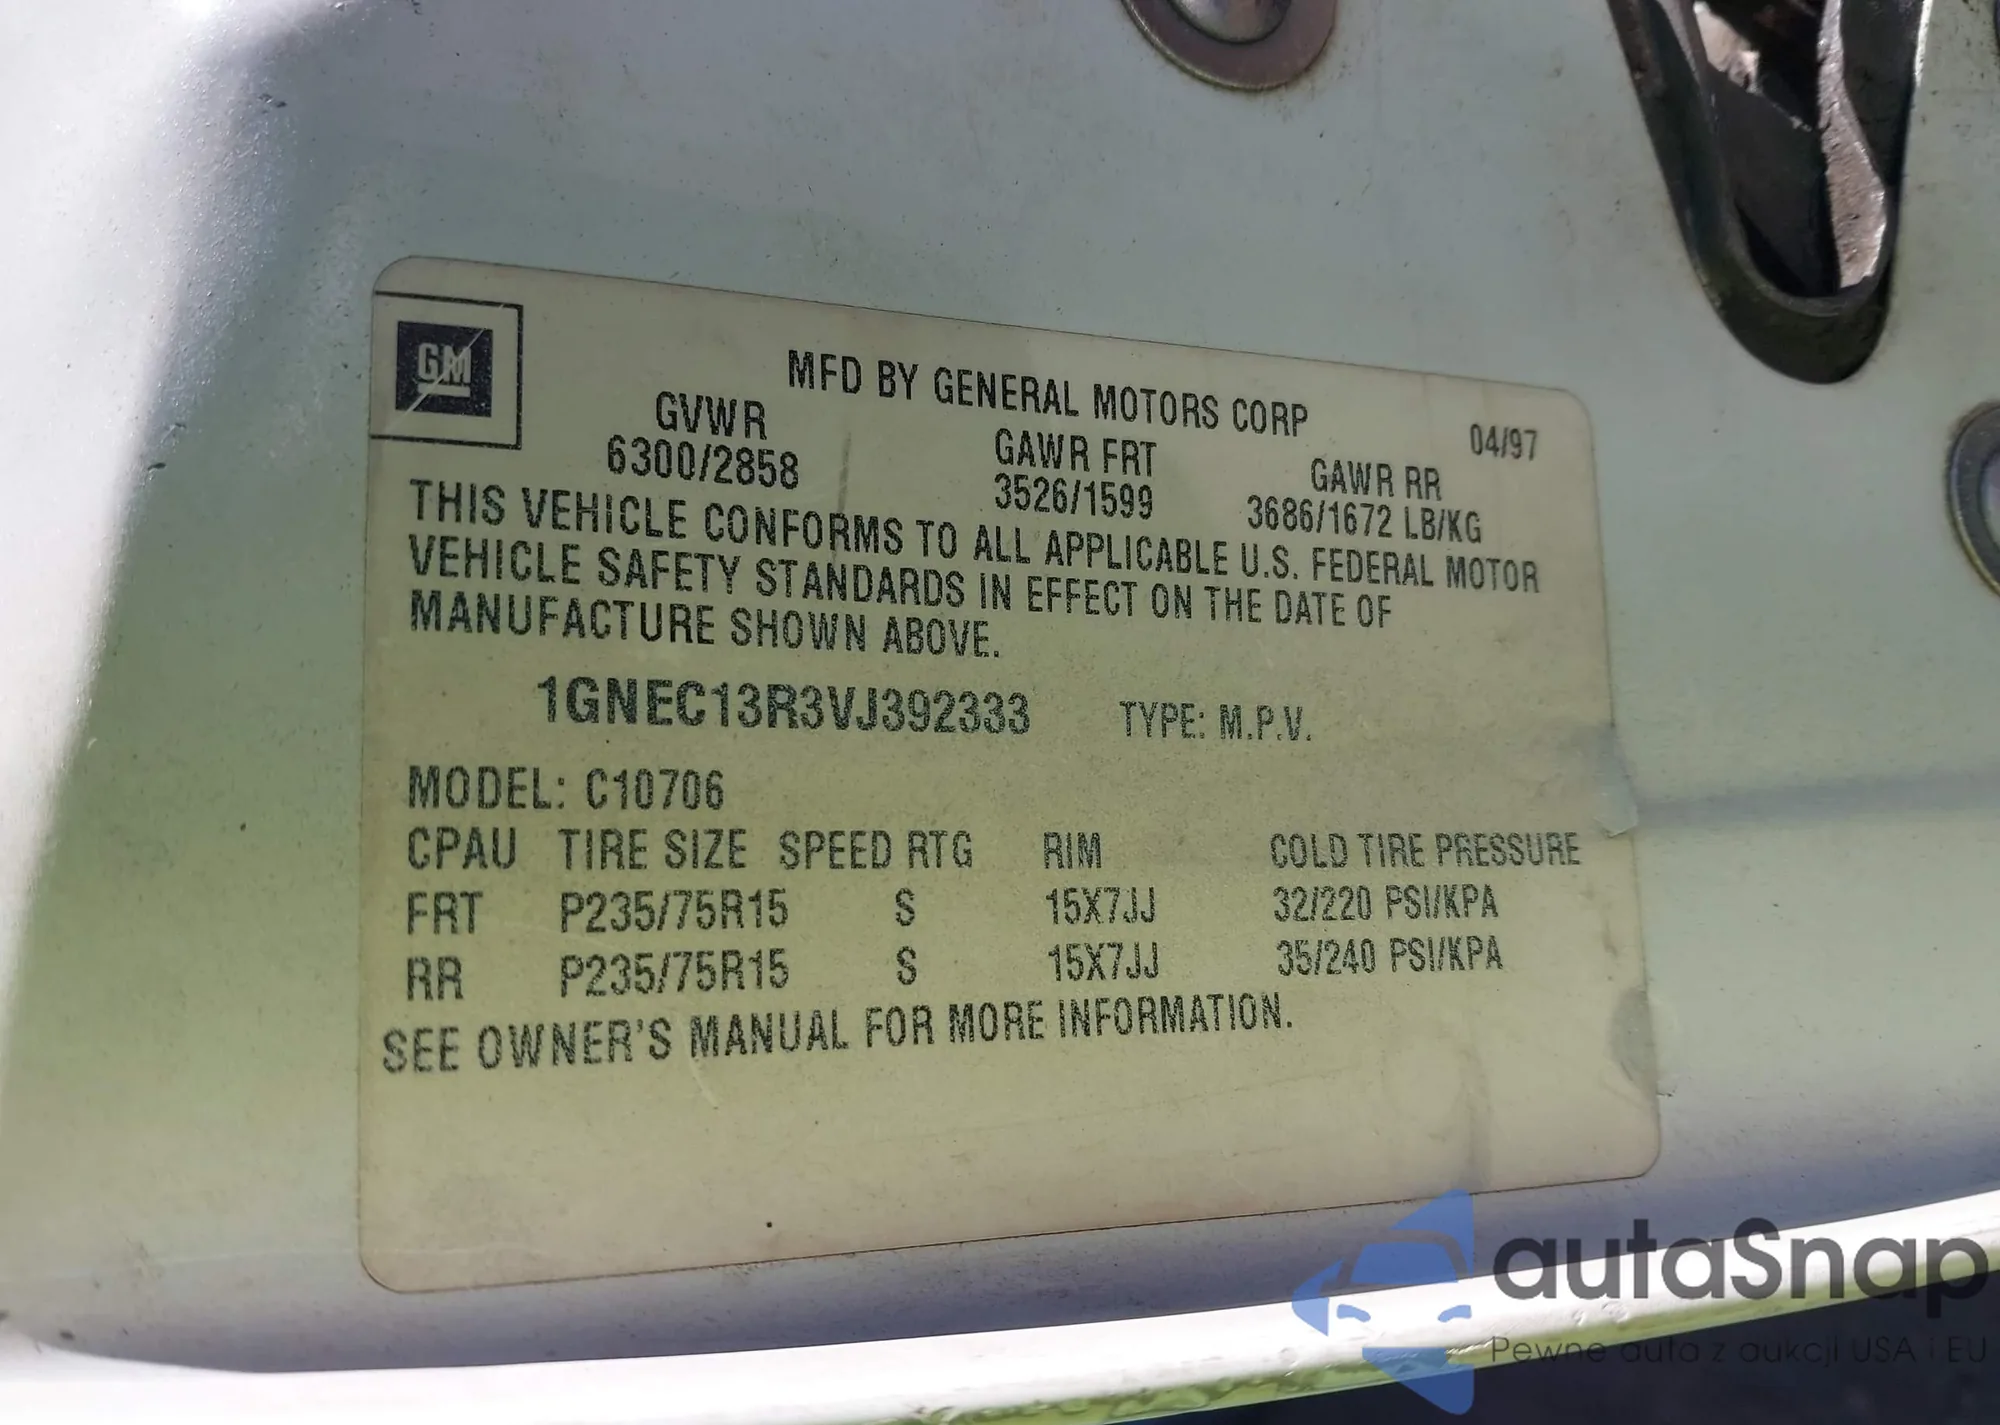 GM
MFD BY GENERAL MOTORS CORP 04/97
GVWR GAWR FRT GAWR RR
6300/2858 3526/1599 3686/1672 LB/KG
THIS VEHICLE CONFORMS TO ALL APPLICABLE U.S. FEDERAL MOTOR
VEHICLE SAFETY STANDARDS IN EFFECT ON THE DATE OF
MANUFACTURE SHOWN ABOVE.
1GNEC13R3VJ392333 TYPE: M.P.V.
MODEL: C10706
CPAU TIRE SIZE SPEED RTG RIM COLD TIRE PRESSURE
FRT P235/75R15 S 15X7JJ 32/220 PSI/KPA
RR P235/75R15 S 15X7JJ 35/240 PSI/KPA
SEE OWNER'S MANUAL FOR MORE INFORMATION.
autaSnap
Pewne auta z aukcji USA i EU